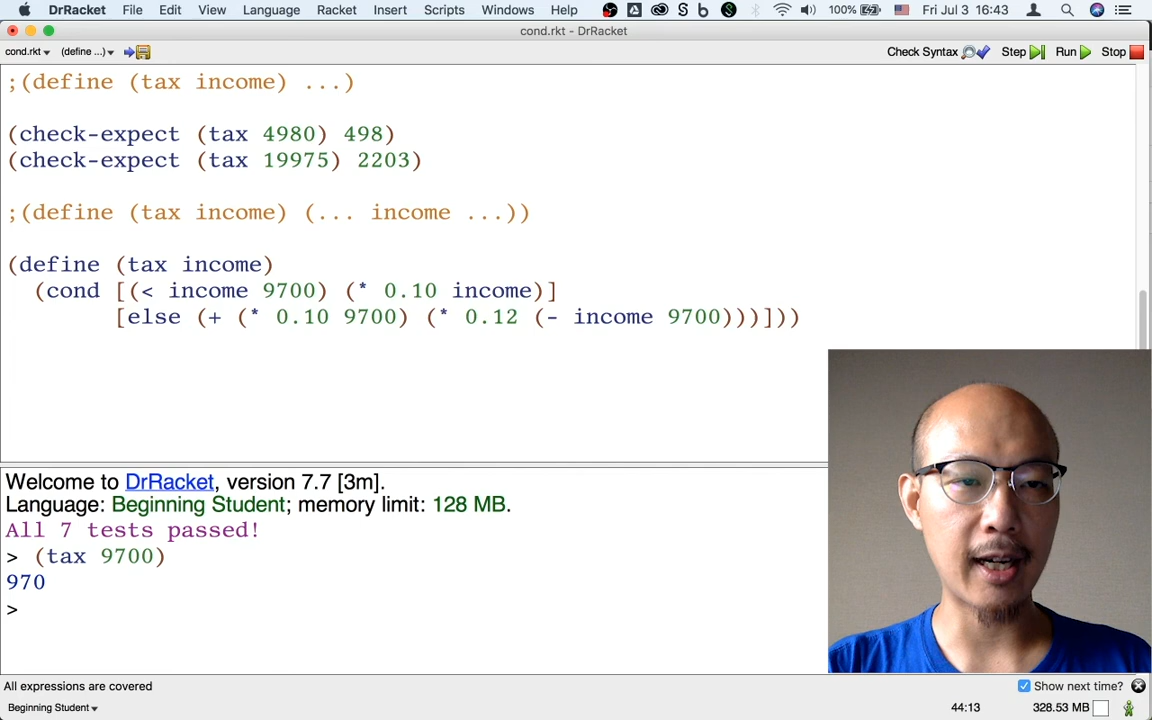 DrRacket File Edit View Language Racket Insert Scripts Windows Help 100% Fri Jul 3 16:43
cond.rkt - DrRacket
cond.rkt (define ...) Check Syntax Step Run Stop
;(define (tax income) ...)
(check-expect (tax 4980) 498)
(check-expect (tax 19975) 2203)
;(define (tax income) (... income ...))
(define (tax income)
(cond [(< income 9700) (* 0.10 income)]
[else (+ (* 0.10 9700) (* 0.12 (- income 9700)))]))
Welcome to DrRacket, version 7.7 [3m].
Language: Beginning Student; memory limit: 128 MB.
All 7 tests passed!
> (tax 9700)
970
>
All expressions are covered Show next time?
Beginning Student 44:13 328.53 MB